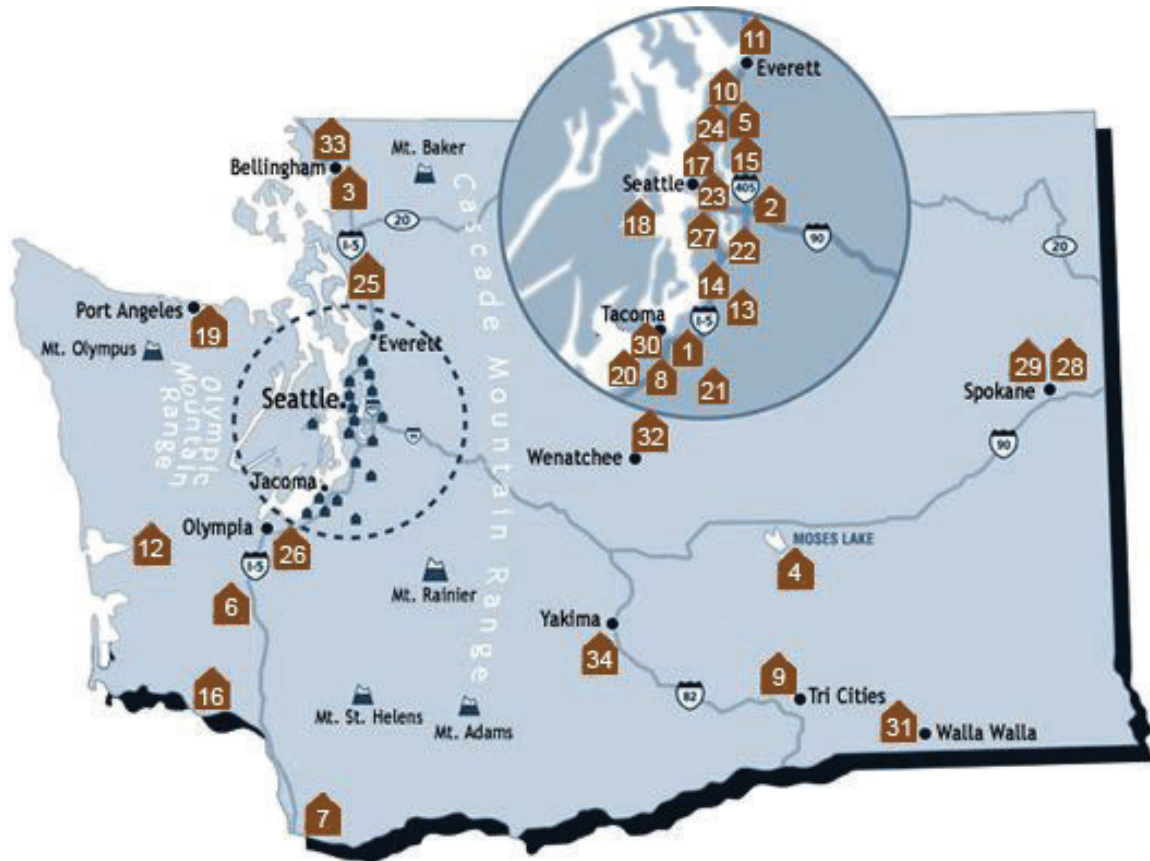 11
Everett
10
24
5
33
Mt. Baker
Bellingham
3
17
15
Seattle
405
23
2
20
18
27
22
90
I-5
20
25
14
13
Port Angeles
19
Tacoma
I-5
Everett
30
1
Mt. Olympus
20
8
21
29
28
Olympic
Mountain
Range
Seattle
Spokane
Cascade Mountain Range
32
Wenatchee
90
Tacoma
Olympia
12
26
MOSES LAKE
I-5
4
Mt. Rainier
6
Yakima
34
9
16
82
Tri Cities
Mt. St. Helens
Mt. Adams
31
Walla Walla
7